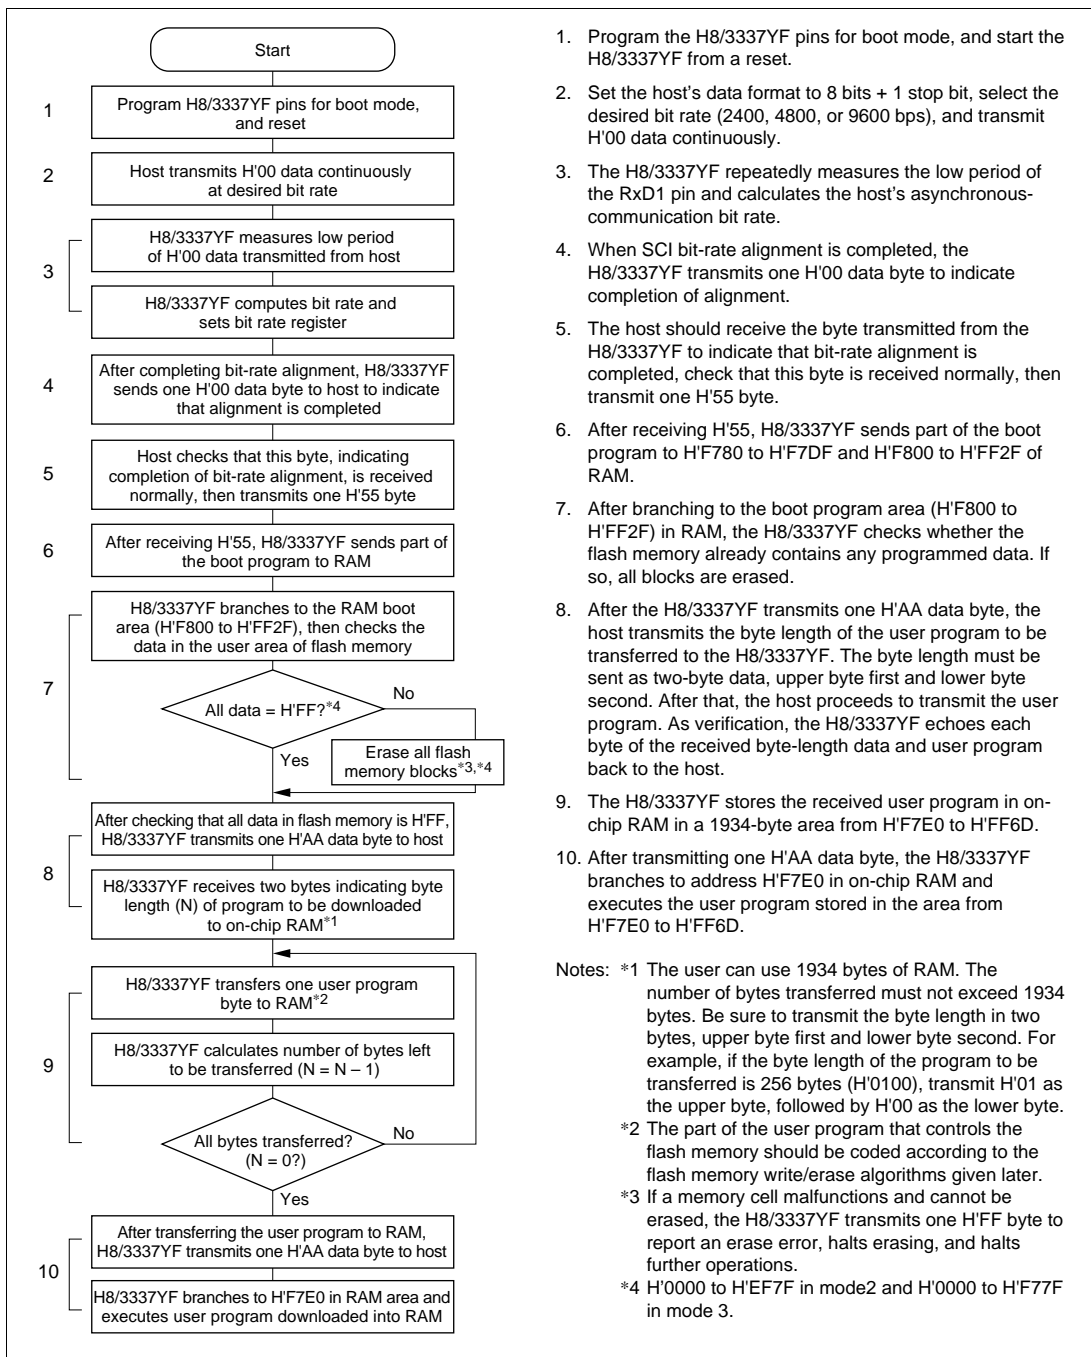 Start
1
Program H8/3337YF pins for boot mode,
and reset
2
Host transmits H'00 data continuously
at desired bit rate
3
H8/3337YF measures low period
of H'00 data transmitted from host
H8/3337YF computes bit rate and
sets bit rate register
4
After completing bit-rate alignment, H8/3337YF
sends one H'00 data byte to host to indicate
that alignment is completed
5
Host checks that this byte, indicating
completion of bit-rate alignment, is received
normally, then transmits one H'55 byte
6
After receiving H'55, H8/3337YF sends part of
the boot program to RAM
7
H8/3337YF branches to the RAM boot
area (H'F800 to H'FF2F), then checks the
data in the user area of flash memory
All data = H'FF?*4
No
Yes
Erase all flash
memory blocks*3,*4
8
After checking that all data in flash memory is H'FF,
H8/3337YF transmits one H'AA data byte to host
H8/3337YF receives two bytes indicating byte
length (N) of program to be downloaded
to on-chip RAM*1
9
H8/3337YF transfers one user program
byte to RAM*2
H8/3337YF calculates number of bytes left
to be transferred (N = N – 1)
All bytes transferred?
(N = 0?)
No
Yes
10
After transferring the user program to RAM,
H8/3337YF transmits one H'AA data byte to host
H8/3337YF branches to H'F7E0 in RAM area and
executes user program downloaded into RAM
1. Program the H8/3337YF pins for boot mode, and start the
H8/3337YF from a reset.
2. Set the host's data format to 8 bits + 1 stop bit, select the
desired bit rate (2400, 4800, or 9600 bps), and transmit
H'00 data continuously.
3. The H8/3337YF repeatedly measures the low period of
the RxD1 pin and calculates the host's asynchronous-
communication bit rate.
4. When SCI bit-rate alignment is completed, the
H8/3337YF transmits one H'00 data byte to indicate
completion of alignment.
5. The host should receive the byte transmitted from the
H8/3337YF to indicate that bit-rate alignment is
completed, check that this byte is received normally, then
transmit one H'55 byte.
6. After receiving H'55, H8/3337YF sends part of the boot
program to H'F780 to H'F7DF and H'F800 to H'FF2F of
RAM.
7. After branching to the boot program area (H'F800 to
H'FF2F) in RAM, the H8/3337YF checks whether the
flash memory already contains any programmed data. If
so, all blocks are erased.
8. After the H8/3337YF transmits one H'AA data byte, the
host transmits the byte length of the user program to be
transferred to the H8/3337YF. The byte length must be
sent as two-byte data, upper byte first and lower byte
second. After that, the host proceeds to transmit the user
program. As verification, the H8/3337YF echoes each
byte of the received byte-length data and user program
back to the host.
9. The H8/3337YF stores the received user program in on-
chip RAM in a 1934-byte area from H'F7E0 to H'FF6D.
10. After transmitting one H'AA data byte, the H8/3337YF
branches to address H'F7E0 in on-chip RAM and
executes the user program stored in the area from
H'F7E0 to H'FF6D.
Notes: *1 The user can use 1934 bytes of RAM. The
number of bytes transferred must not exceed 1934
bytes. Be sure to transmit the byte length in two
bytes, upper byte first and lower byte second. For
example, if the byte length of the program to be
transferred is 256 bytes (H'0100), transmit H'01 as
the upper byte, followed by H'00 as the lower byte.
*2 The part of the user program that controls the
flash memory should be coded according to the
flash memory write/erase algorithms given later.
*3 If a memory cell malfunctions and cannot be
erased, the H8/3337YF transmits one H'FF byte to
report an erase error, halts erasing, and halts
further operations.
*4 H'0000 to H'EF7F in mode2 and H'0000 to H'F77F
in mode 3.